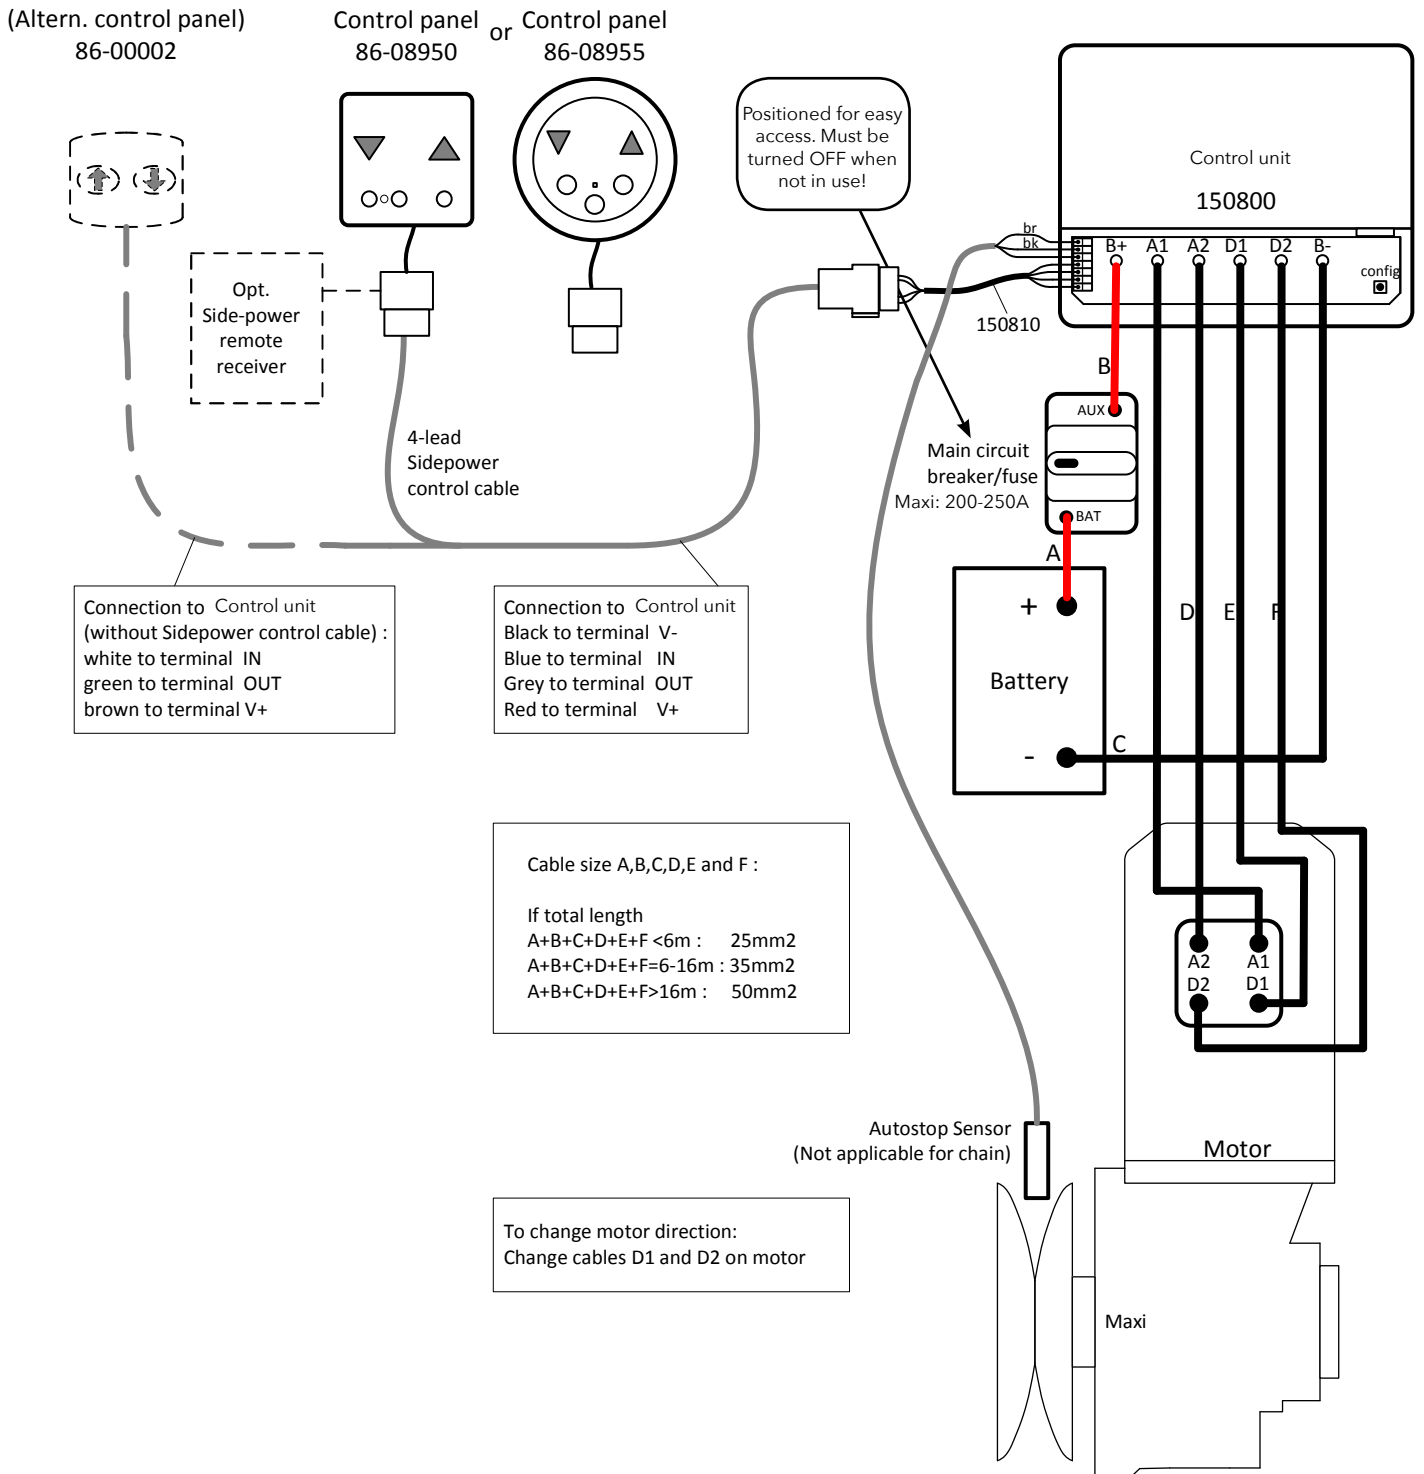 (Altern. control panel)
86-00002
Control panel
86-08950
or
Control panel
86-08955
Positioned for easy
access. Must be
turned OFF when
not in use!
Control unit
150800
br
bk
B+ A1 A2 D1 D2 B-
config
150810
Opt.
Side-power
remote
receiver
4-lead
Sidepower
control cable
B
AUX
Main circuit
breaker/fuse
Maxi: 200-250A
BAT
A
Connection to Control unit
(without Sidepower control cable) :
white to terminal IN
green to terminal OUT
brown to terminal V+
Connection to Control unit
Black to terminal V-
Blue to terminal IN
Grey to terminal OUT
Red to terminal V+
+
Battery
-
C
D E F
Cable size A,B,C,D,E and F :
If total length
A+B+C+D+E+F <6m : 25mm2
A+B+C+D+E+F=6-16m : 35mm2
A+B+C+D+E+F>16m : 50mm2
A2 A1
D2 D1
Autostop Sensor
(Not applicable for chain)
Motor
To change motor direction:
Change cables D1 and D2 on motor
Maxi